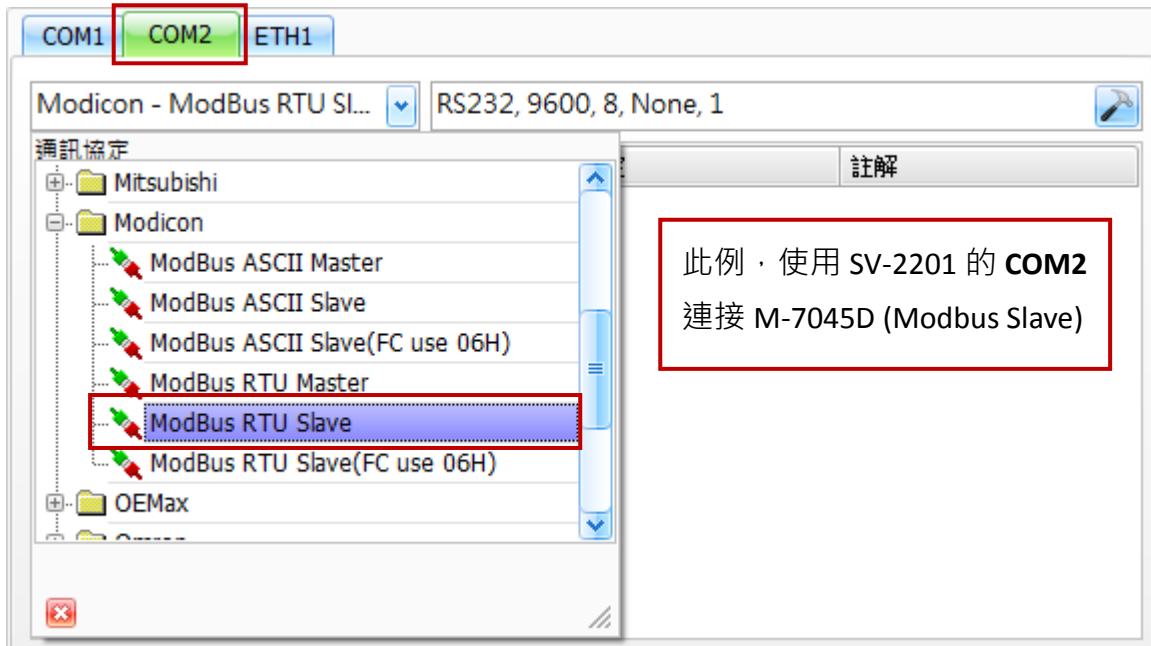 COM1 COM2 ETH1
Modicon - ModBus RTU Sl... RS232, 9600, 8, None, 1
通訊協定
註解
Mitsubishi
Modicon
ModBus ASCII Master
ModBus ASCII Slave
ModBus ASCII Slave(FC use 06H)
ModBus RTU Master
ModBus RTU Slave
ModBus RTU Slave(FC use 06H)
OEMax
此例，使用 SV-2201 的 COM2
連接 M-7045D (Modbus Slave)